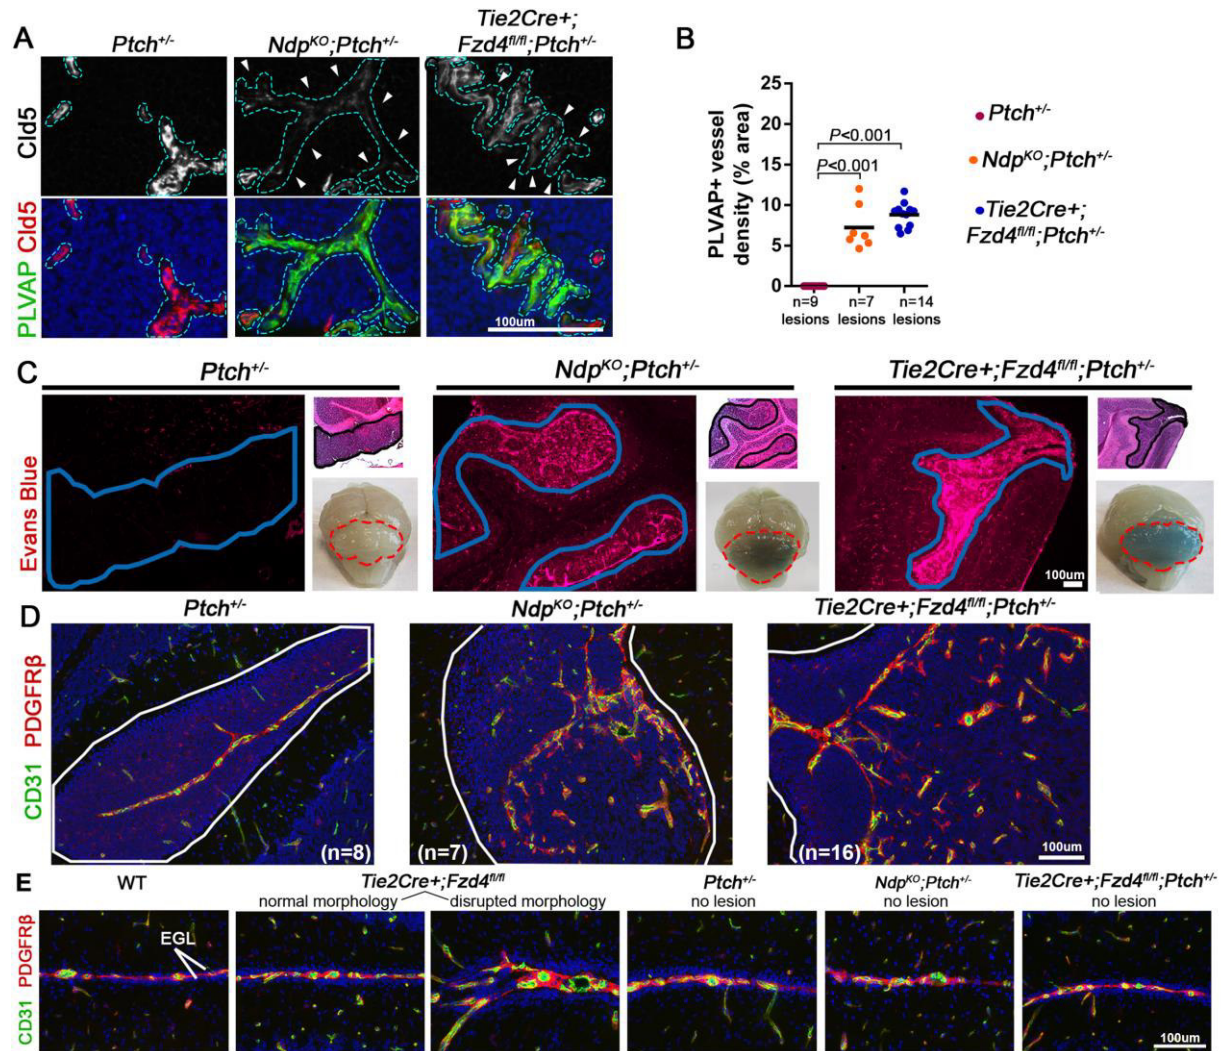 A
Ptch+/-
NdpKO;Ptch+/-
Tie2Cre+;
Fzd4fl/fl;Ptch+/-
Cld5
PLVAP Cld5
100um
B
PLVAP+ vessel
density (% area)
25
20
15
10
5
0
P<0.001
P<0.001
n=9
lesions
n=7
lesions
n=14
lesions
Ptch+/-
NdpKO;Ptch+/-
Tie2Cre+;
Fzd4fl/fl;Ptch+/-
C
Ptch+/-
NdpKO;Ptch+/-
Tie2Cre+;Fzd4fl/fl;Ptch+/-
Evans Blue
100um
D
Ptch+/-
NdpKO;Ptch+/-
Tie2Cre+;Fzd4fl/fl;Ptch+/-
CD31 PDGFRβ
(n=8)
(n=7)
(n=16)
100um
E
WT
Tie2Cre+;Fzd4fl/fl
normal morphology
disrupted morphology
Ptch+/-
no lesion
NdpKO;Ptch+/-
no lesion
Tie2Cre+;Fzd4fl/fl;Ptch+/-
no lesion
CD31 PDGFRβ
EGL
100um